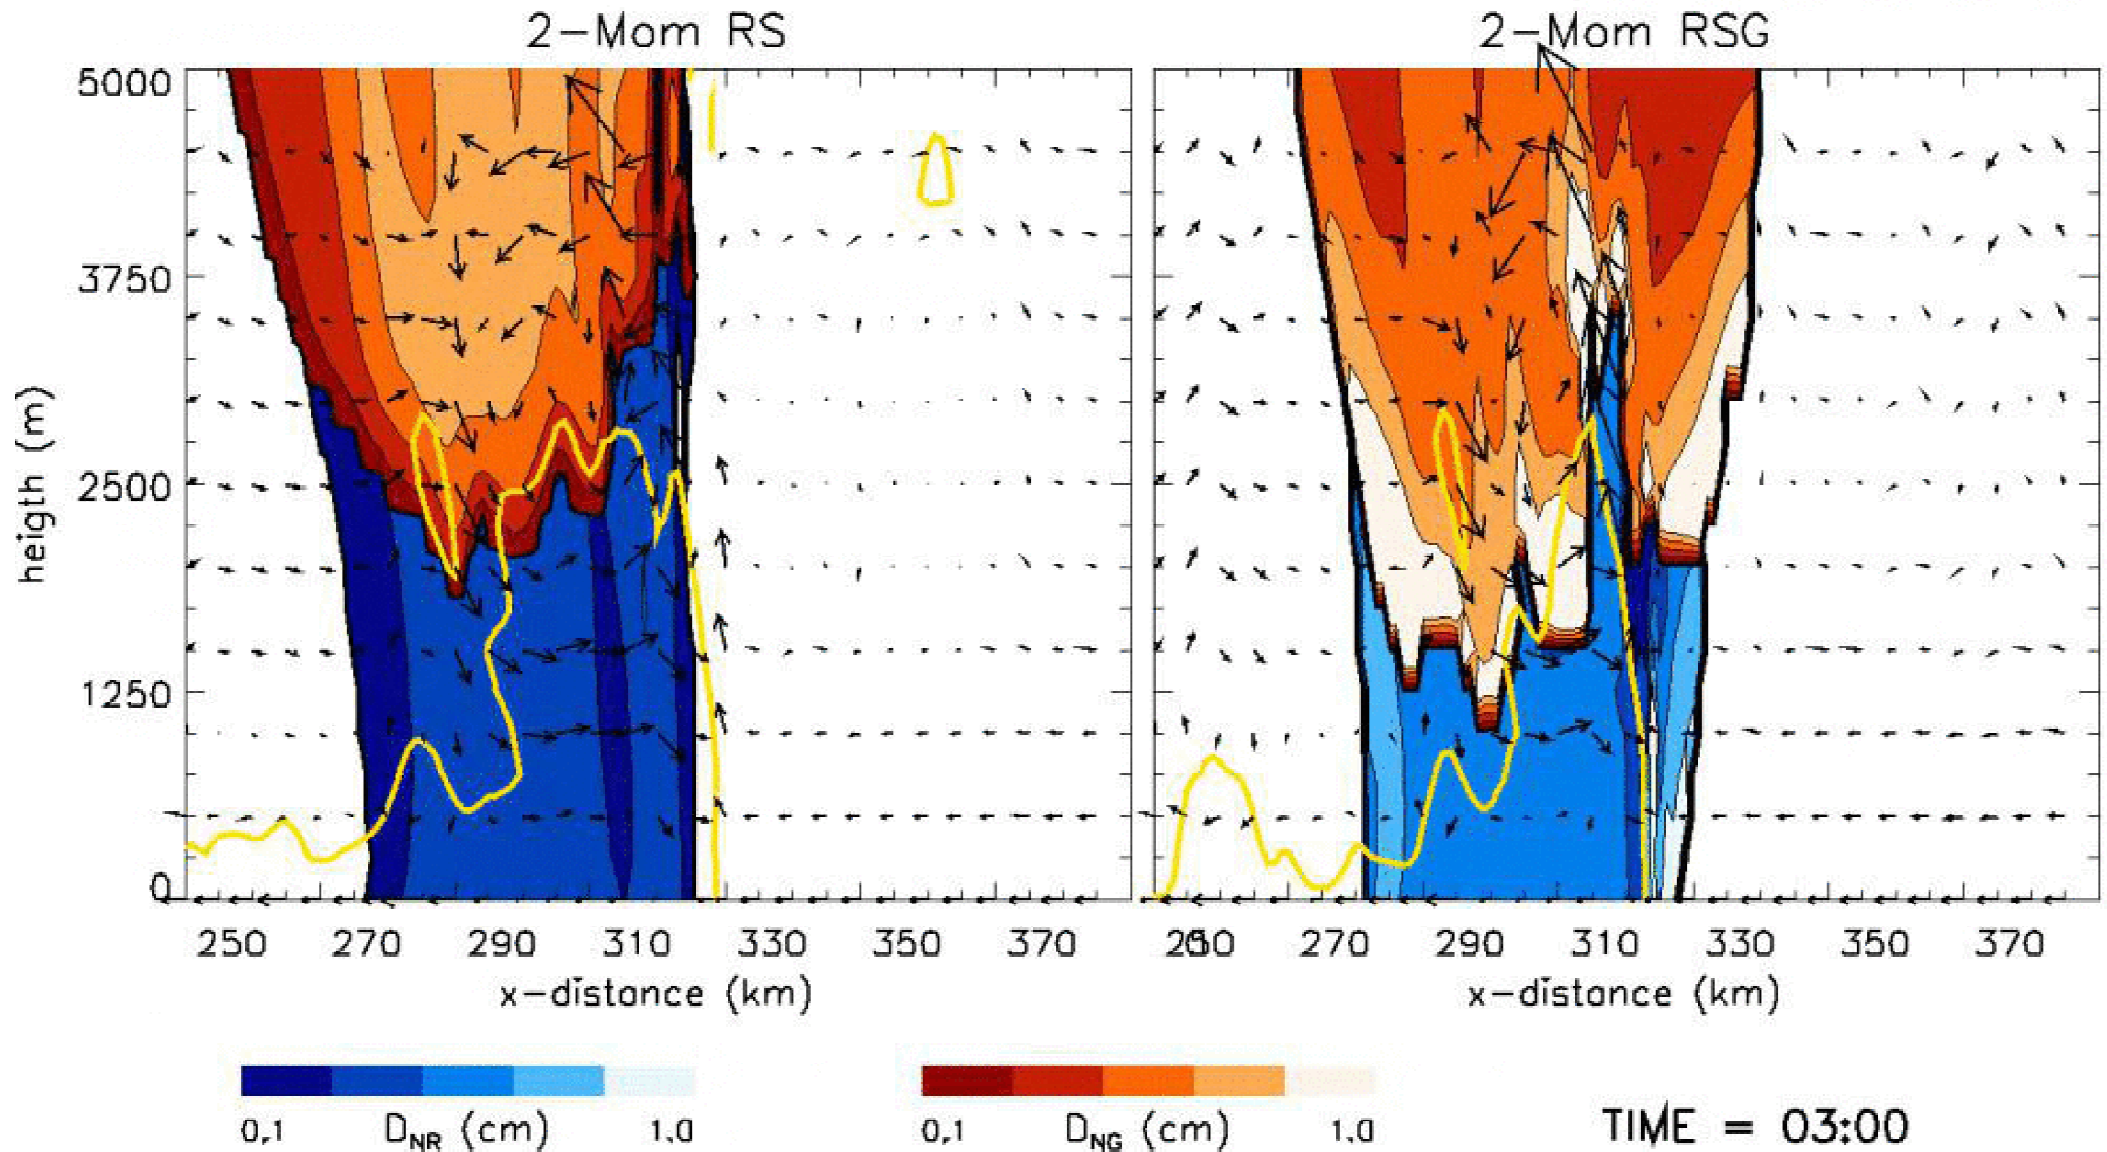 2-Mom RS
2-Mom RSG
5000
3750
2500
1250
0
heigth (m)
250 270 290 310 330 350 370
270 290 310 330 350 370
x-distance (km)
x-distance (km)
0,1 D_NR (cm) 1,0
0,1 D_NG (cm) 1,0
TIME = 03:00